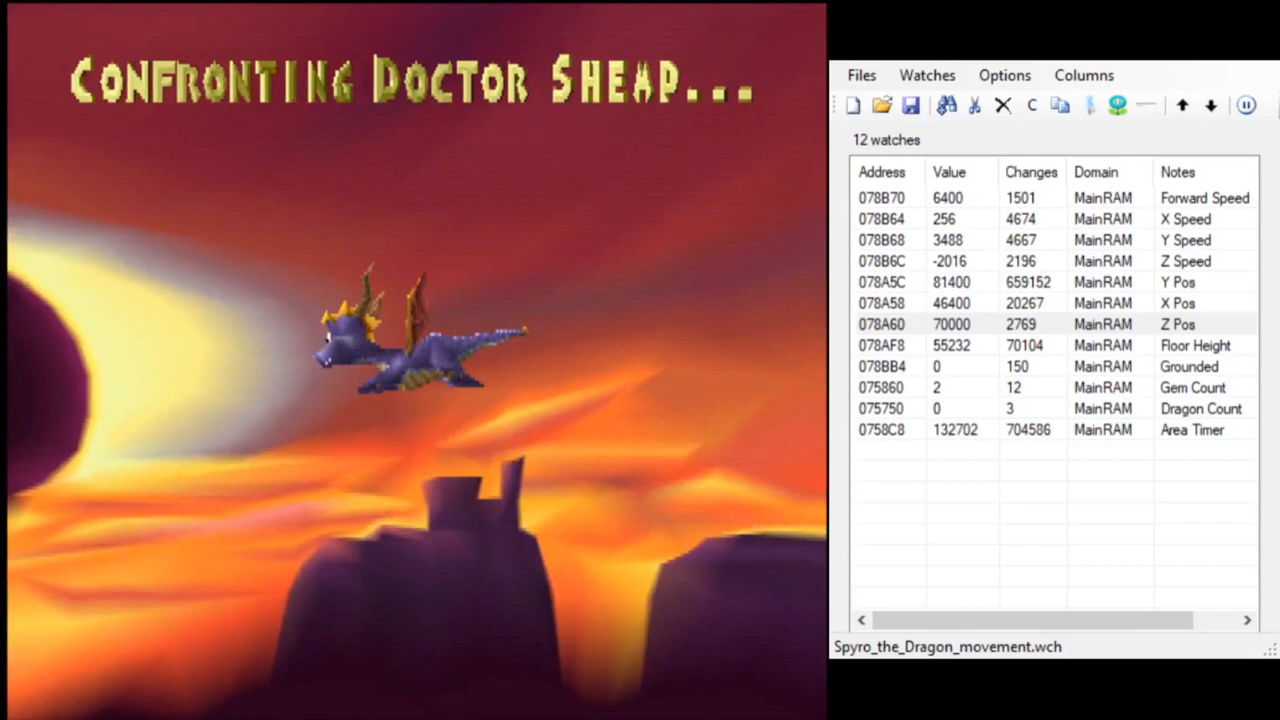 CONFRONTING DOCTOR SHEMP...
Files Watches Options Columns
C
12 watches
Address Value Changes Domain Notes
078B70 6400 1501 MainRAM Forward Speed
078B64 256 4674 MainRAM X Speed
078B68 3488 4667 MainRAM Y Speed
078B6C -2016 2196 MainRAM Z Speed
078A5C 81400 659152 MainRAM Y Pos
078A58 46400 20267 MainRAM X Pos
078A60 70000 2769 MainRAM Z Pos
078AF8 55232 70104 MainRAM Floor Height
078BB4 0 150 MainRAM Grounded
075860 2 12 MainRAM Gem Count
075750 0 3 MainRAM Dragon Count
0758C8 132702 704586 MainRAM Area Timer
Spyro_the_Dragon_movement.wch